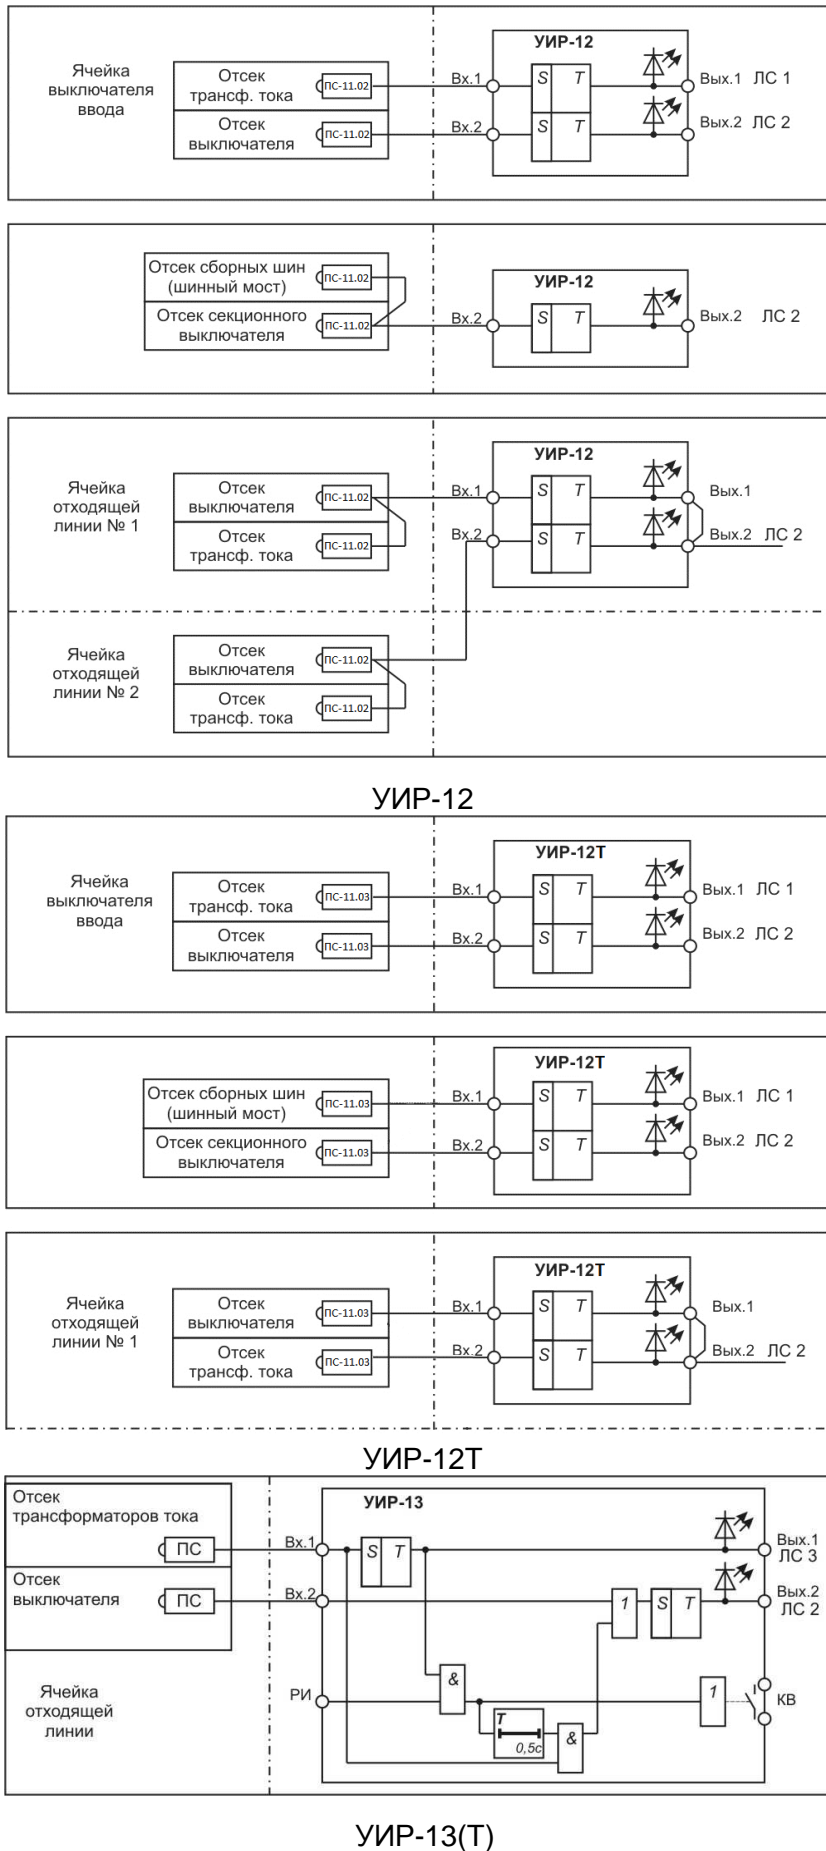 УИР-12
Ячейка
выключателя
ввода
Отсек
трансф. тока
ПС-11.02
Вх.1
S T
Вых.1 ЛС 1
Отсек
выключателя
ПС-11.02
Вх.2
S T
Вых.2 ЛС 2
Отсек сборных шин
(шинный мост)
ПС-11.02
Отсек секционного
выключателя
ПС-11.02
Вх.2
УИР-12
S T
Вых.2 ЛС 2
УИР-12
Ячейка
отходящей
линии № 1
Отсек
выключателя
ПС-11.02
Вх.1
S T
Вых.1
Отсек
трансф. тока
ПС-11.02
Вх.2
S T
Вых.2 ЛС 2
Ячейка
отходящей
линии № 2
Отсек
выключателя
ПС-11.02
Отсек
трансф. тока
ПС-11.02
УИР-12
УИР-12Т
Ячейка
выключателя
ввода
Отсек
трансф. тока
ПС-11.03
Вх.1
S T
Вых.1 ЛС 1
Отсек
выключателя
ПС-11.03
Вх.2
S T
Вых.2 ЛС 2
УИР-12Т
Отсек сборных шин
(шинный мост)
ПС-11.03
Вх.1
S T
Вых.1 ЛС 1
Отсек секционного
выключателя
ПС-11.03
Вх.2
S T
Вых.2 ЛС 2
УИР-12Т
Ячейка
отходящей
линии № 1
Отсек
выключателя
ПС-11.03
Вх.1
S T
Вых.1
Отсек
трансф. тока
ПС-11.03
Вх.2
S T
Вых.2 ЛС 2
УИР-12Т
Отсек
трансформаторов тока
ПС
Вх.1
УИР-13
S T
Вых.1
ЛС 3
Отсек
выключателя
ПС
Вх.2
1
S T
Вых.2
ЛС 2
Ячейка
отходящей
линии
РИ
&
T
0,5с
&
1
КВ
УИР-13(Т)